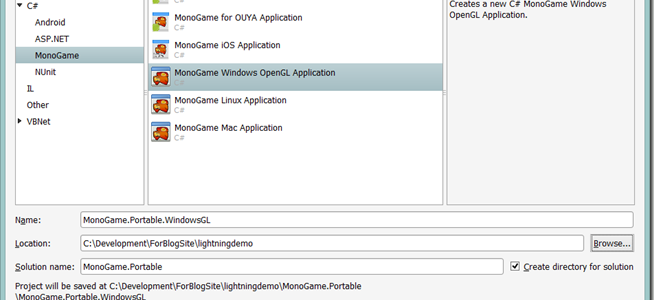 C#
Android
ASP.NET
MonoGame
NUnit
IL
Other
VBNet
MonoGame for OUYA Application
C#
MonoGame iOS Application
C#
MonoGame Windows OpenGL Application
C#
MonoGame Linux Application
C#
MonoGame Mac Application
C#
Creates a new C# MonoGame Windows
OpenGL Application.
Name: MonoGame.Portable.WindowsGL
Location: C:\Development\ForBlogSite\lightningdemo Browse...
Solution name: MonoGame.Portable Create directory for solution
Project will be saved at C:\Development\ForBlogSite\lightningdemo\MonoGame.Portable
\MonoGame.Portable.WindowsGL